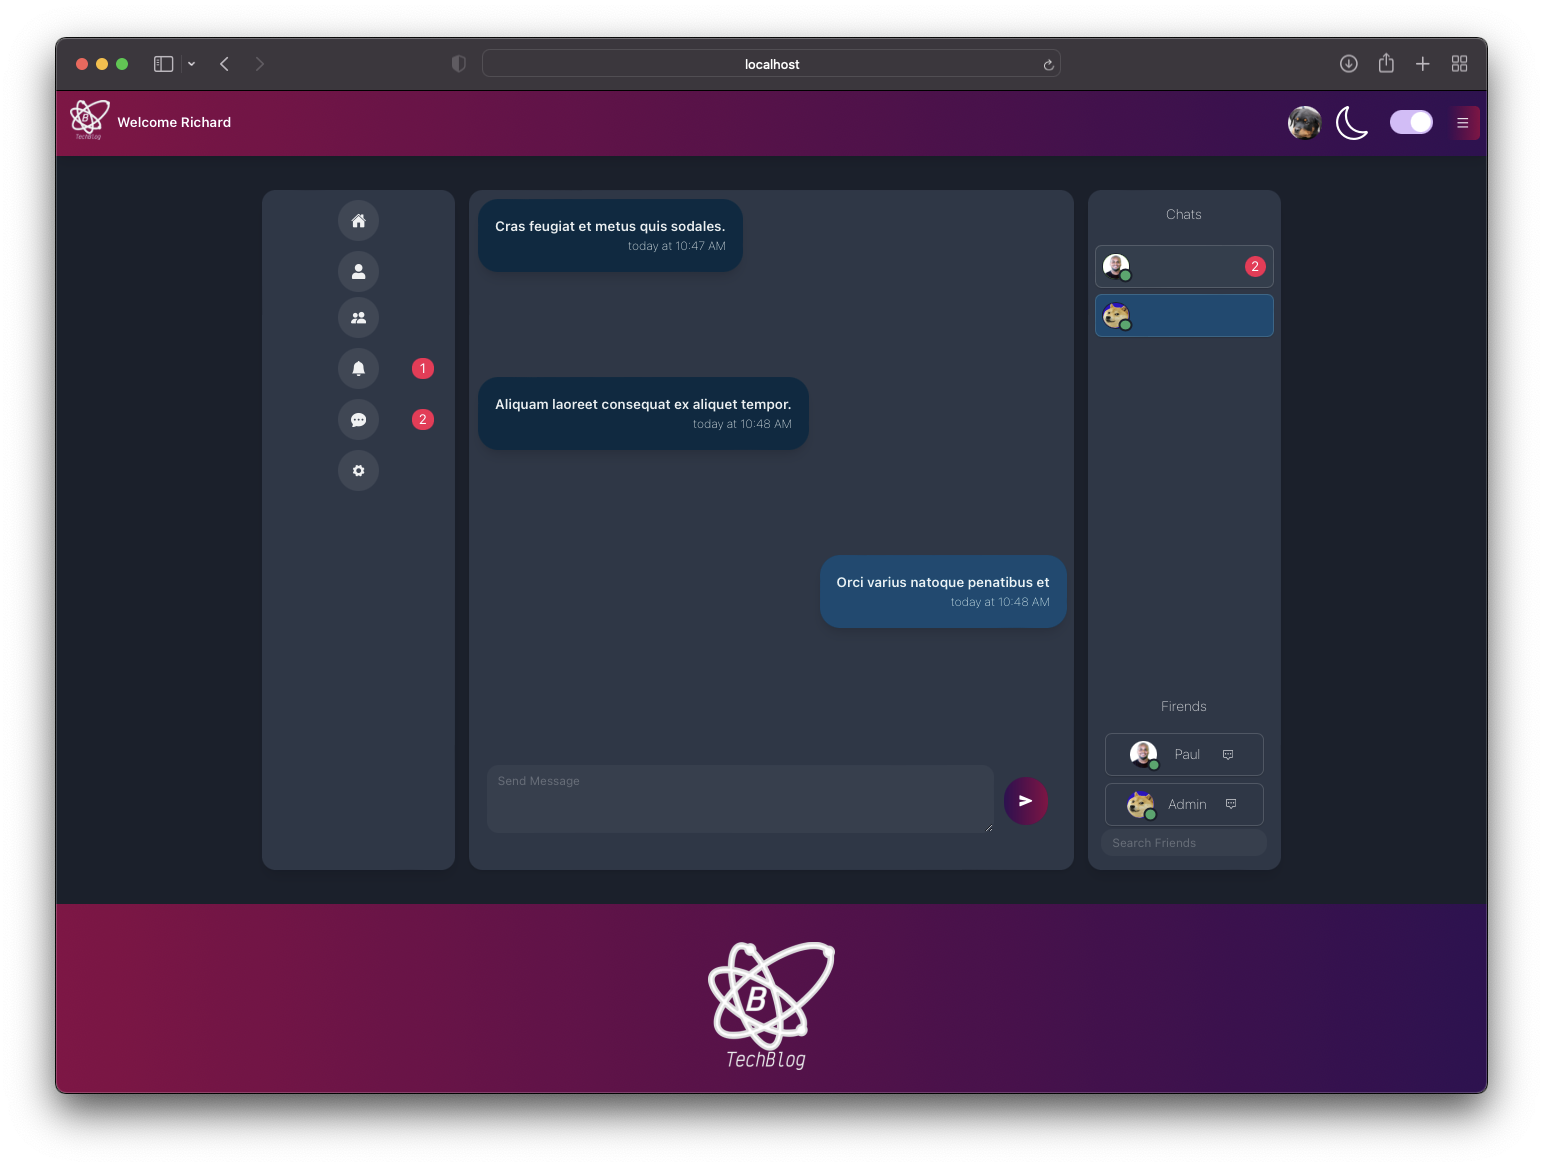 localhost
B
TechBlog
Welcome Richard
Cras feugiat et metus quis sodales.
today at 10:47 AM
Aliquam laoreet consequat ex aliquet tempor.
today at 10:48 AM
Orci varius natoque penatibus et
today at 10:48 AM
Send Message
1
2
Chats
2
Firends
Paul
Admin
Search Friends
B
TechBlog